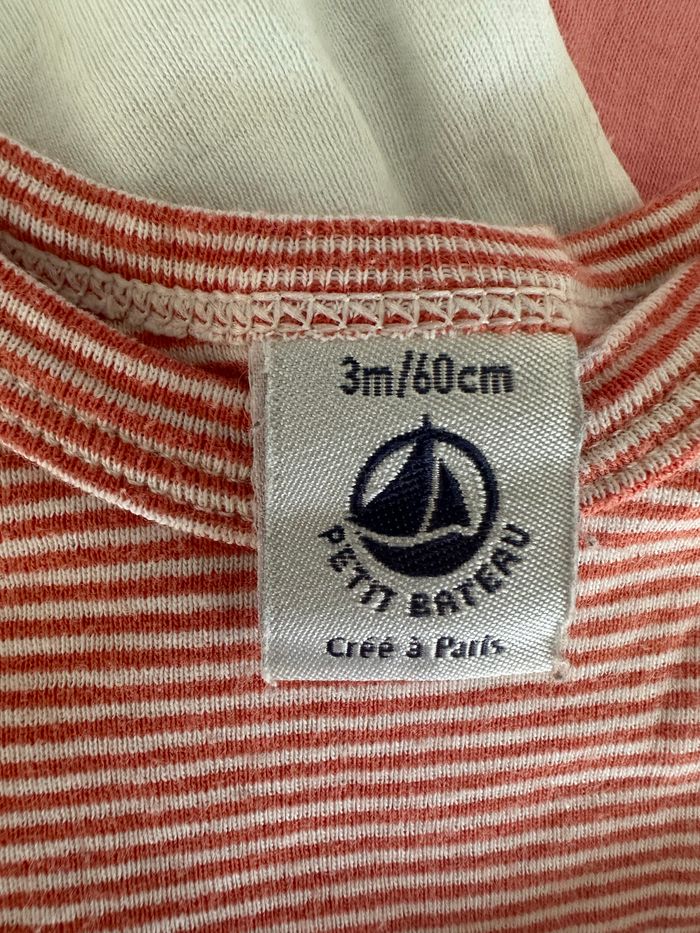 3m/60cm
PETIT BATEAU
Créé à Paris